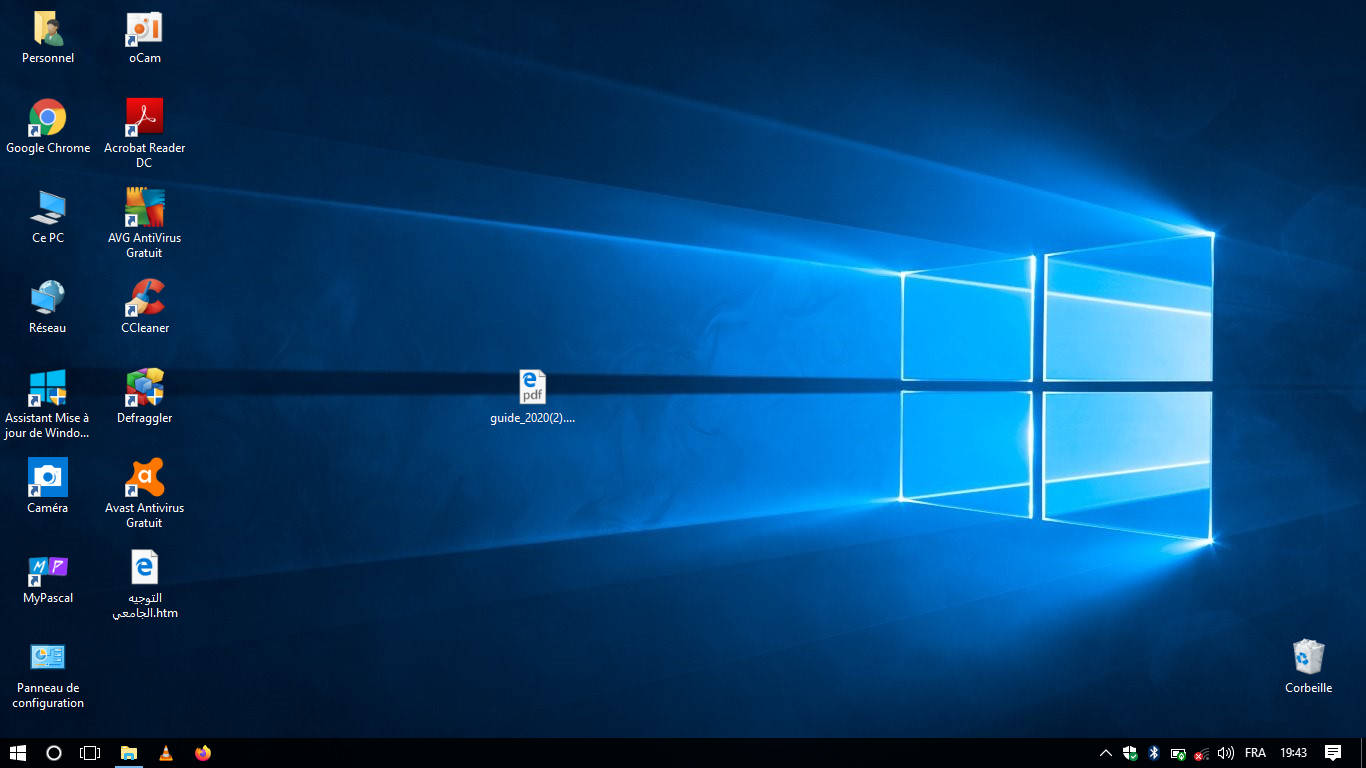 Personnel
oCam
Google Chrome
Acrobat Reader
DC
Ce PC
AVG AntiVirus
Gratuit
Réseau
CCleaner
Assistant Mise à
jour de Windo...
Defraggler
pdf
guide_2020(2)....
Caméra
Avast Antivirus
Gratuit
MP
MyPascal
التوجيه
الجامعي.htm
Panneau de
configuration
Corbeille
FRA
19:43